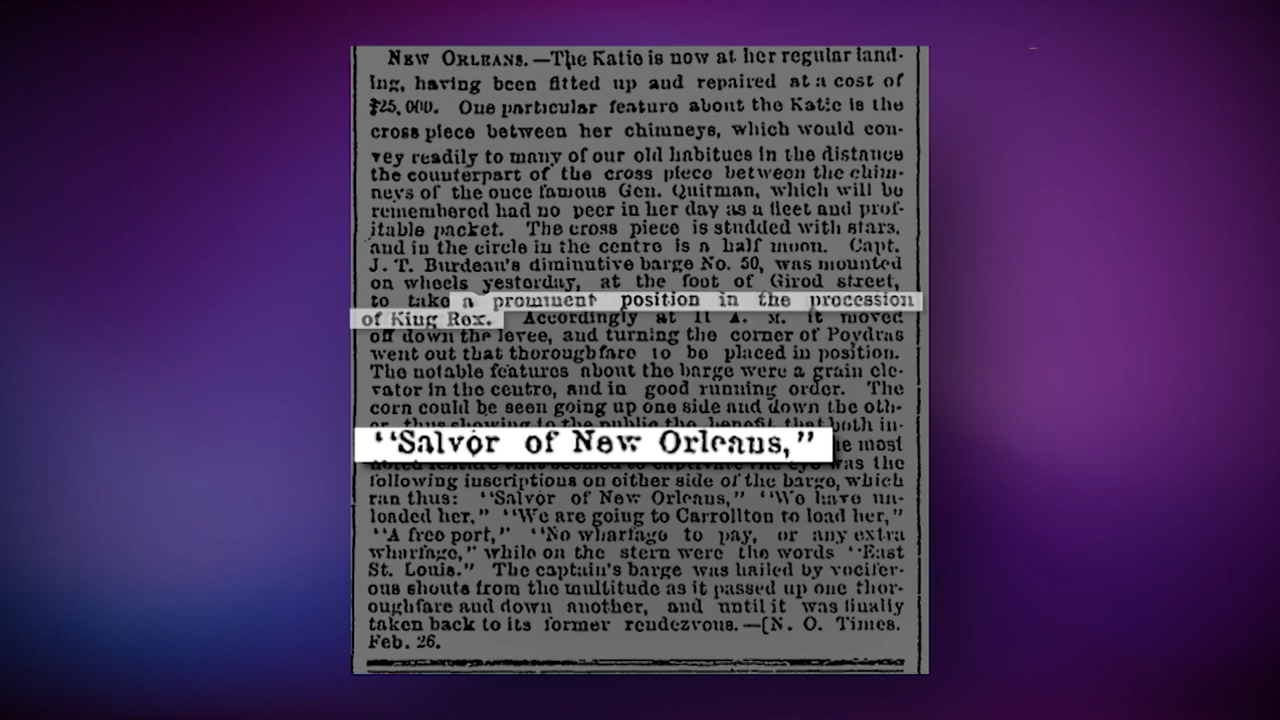 NEW ORLEANS.—The Katie is now at her regular land-
ing, having been fitted up and repaired at a cost of
$25,000. One particular feature about the Katie is the
cross piece between her chimneys, which would con-
vey readily to many of our old habitues in the distance
the counterpart of the cross piece between the chim-
neys of the once famous Gen. Quitman, which will be
remembered had no peer in her day as a fleet and prof-
itable packet. The cross piece is studded with stars,
and in the circle in the centre is a half moon. Capt.
J. T. Burdeau's diminutive barge No. 50, was mounted
on wheels yesterday, at the foot of Girod street,
to take a prominent position in the procession
of King Rex. Accordingly at 11 A. M. it moved
off down the levee, and turning the corner of Poydras
went out that thoroughfare to be placed in position.
The notable features about the barge were a grain ele-
vator in the centre, and in good running order. The
corn could be seen going up one side and down the oth-
er, thus showing to the public the benefit that both in-
"Salvor of New Orleans," most
noted feature that seemed to captivate the eye was the
following inscriptions on either side of the barge, which
ran thus: "Salvor of New Orleans," "We have un-
loaded her," "We are going to Carrollton to load her,"
"A free port," "No wharfage to pay, or any extra
wharfage," while on the stern were the words "East
St. Louis." The captain's barge was hailed by vocifer-
ous shouts from the multitude as it passed up one thor-
oughfare and down another, and until it was finally
taken back to its former rendezvous.—[N. O. Times.
Feb. 26.